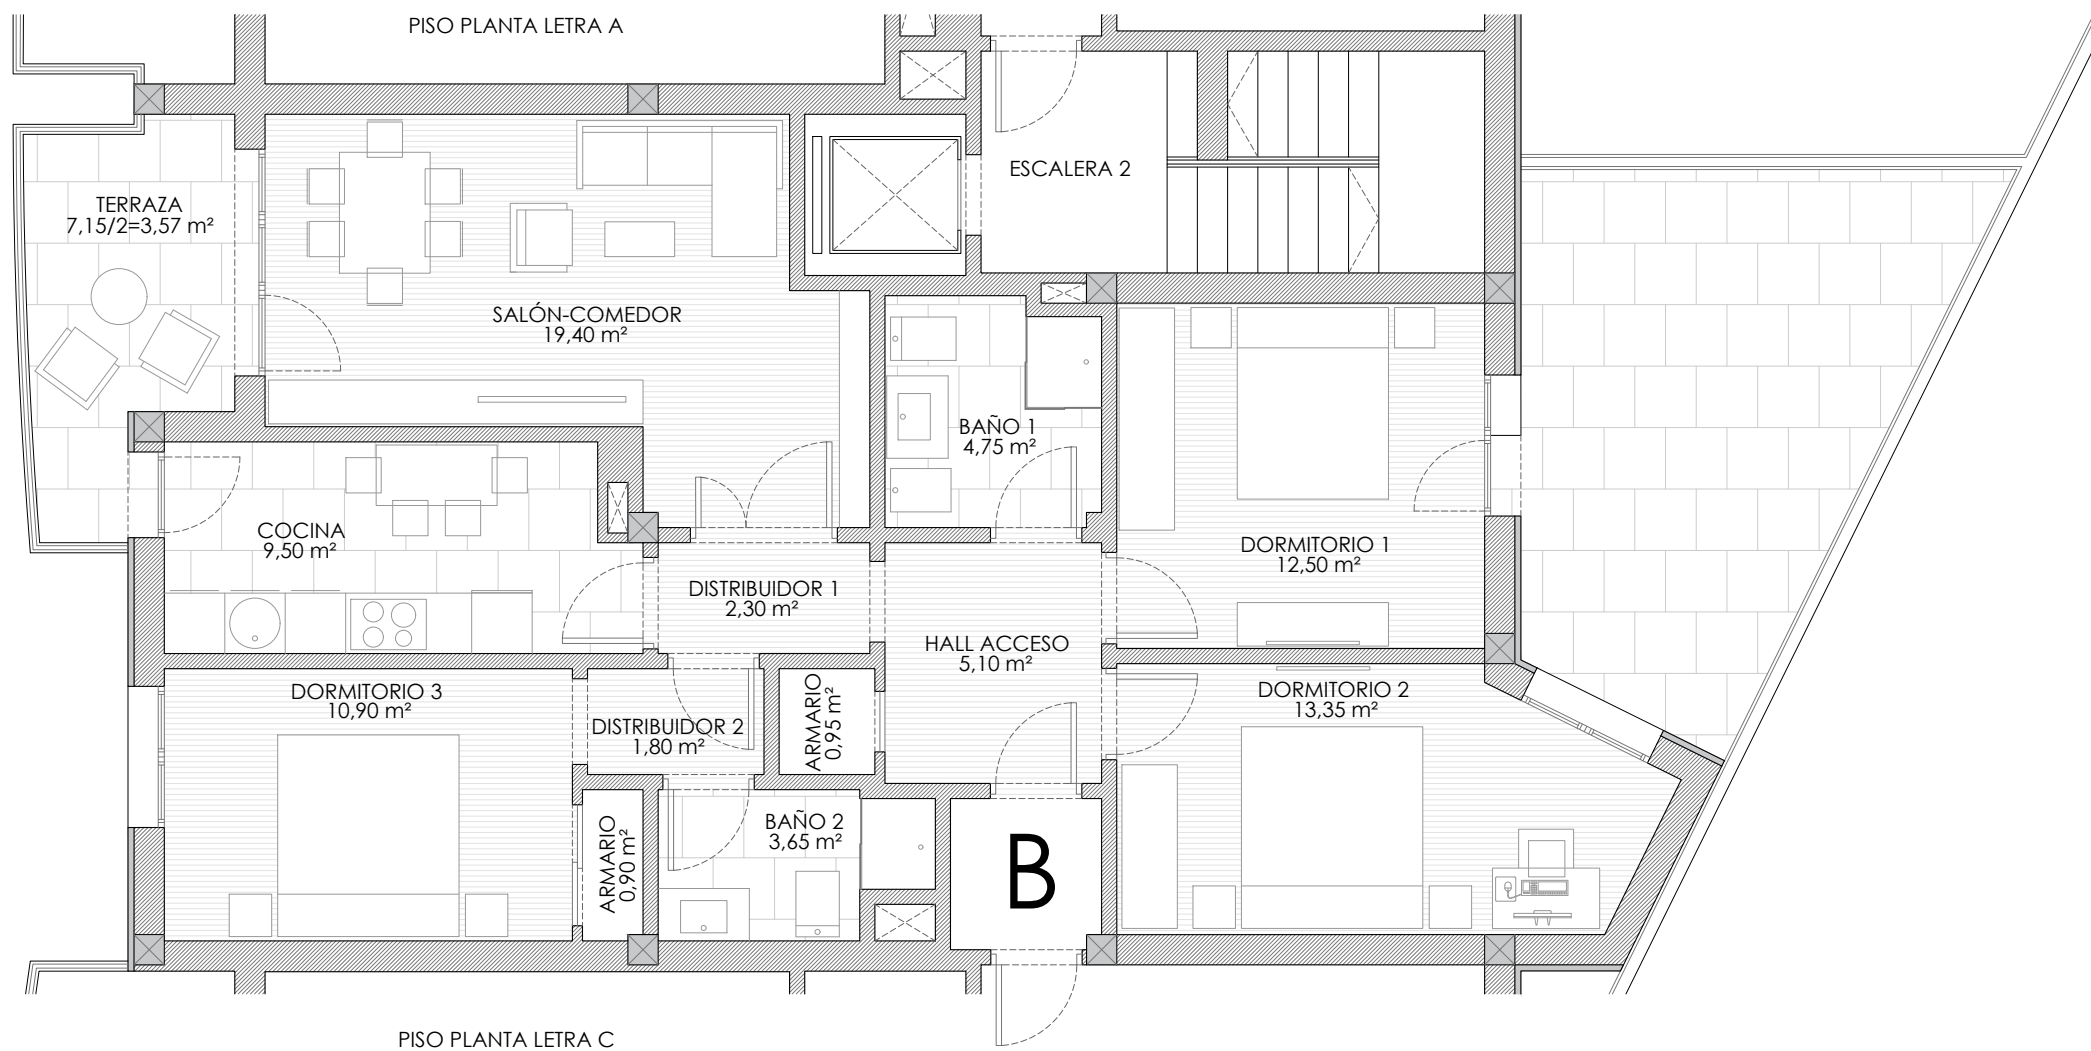 PISO PLANTA LETRA A
ESCALERA 2
TERRAZA
7,15/2=3,57 m²
SALÓN-COMEDOR
19,40 m²
BAÑO 1
4,75 m²
COCINA
9,50 m²
DORMITORIO 1
12,50 m²
DISTRIBUIDOR 1
2,30 m²
HALL ACCESO
5,10 m²
DORMITORIO 3
10,90 m²
DISTRIBUIDOR 2
1,80 m²
ARMARIO
0,95 m²
DORMITORIO 2
13,35 m²
ARMARIO
0,90 m²
BAÑO 2
3,65 m²
B
PISO PLANTA LETRA C